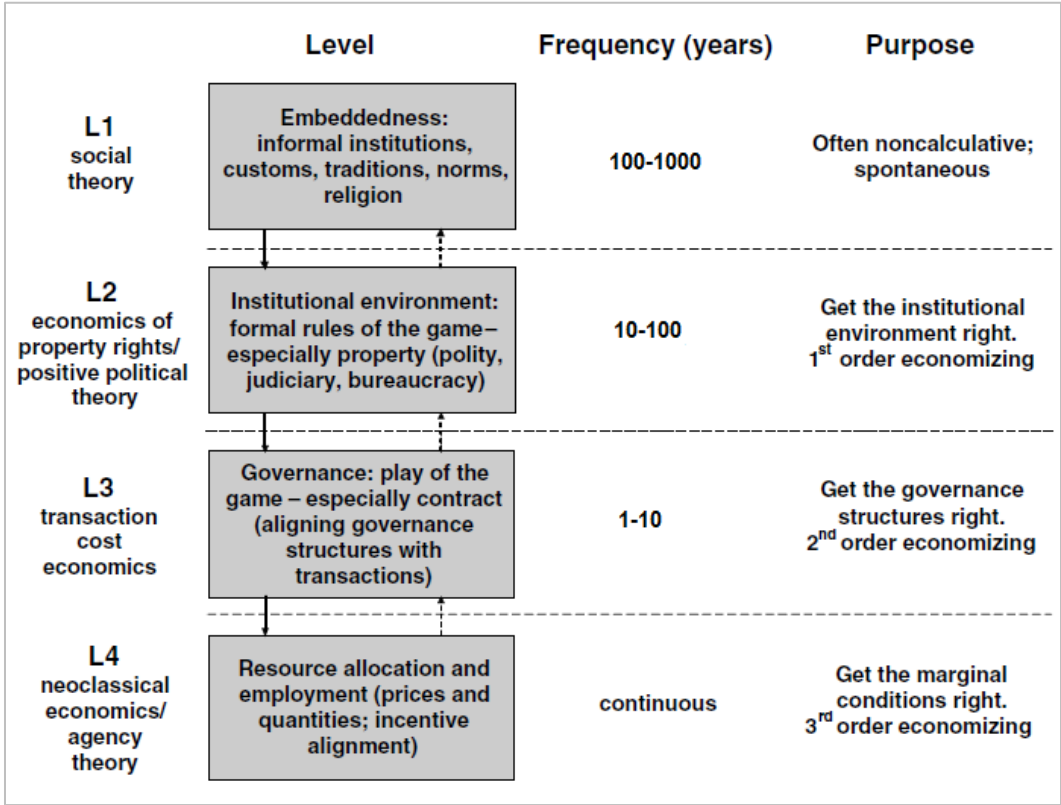 Level
Frequency (years)
Purpose
L1
social
theory
Embeddedness:
informal institutions,
customs, traditions, norms,
religion
100-1000
Often noncalculative;
spontaneous
L2
economics of
property rights/
positive political
theory
Institutional environment:
formal rules of the game–
especially property (polity,
judiciary, bureaucracy)
10-100
Get the institutional
environment right.
1st order economizing
L3
transaction
cost
economics
Governance: play of the
game – especially contract
(aligning governance
structures with
transactions)
1-10
Get the governance
structures right.
2nd order economizing
L4
neoclassical
economics/
agency
theory
Resource allocation and
employment (prices and
quantities; incentive
alignment)
continuous
Get the marginal
conditions right.
3rd order economizing